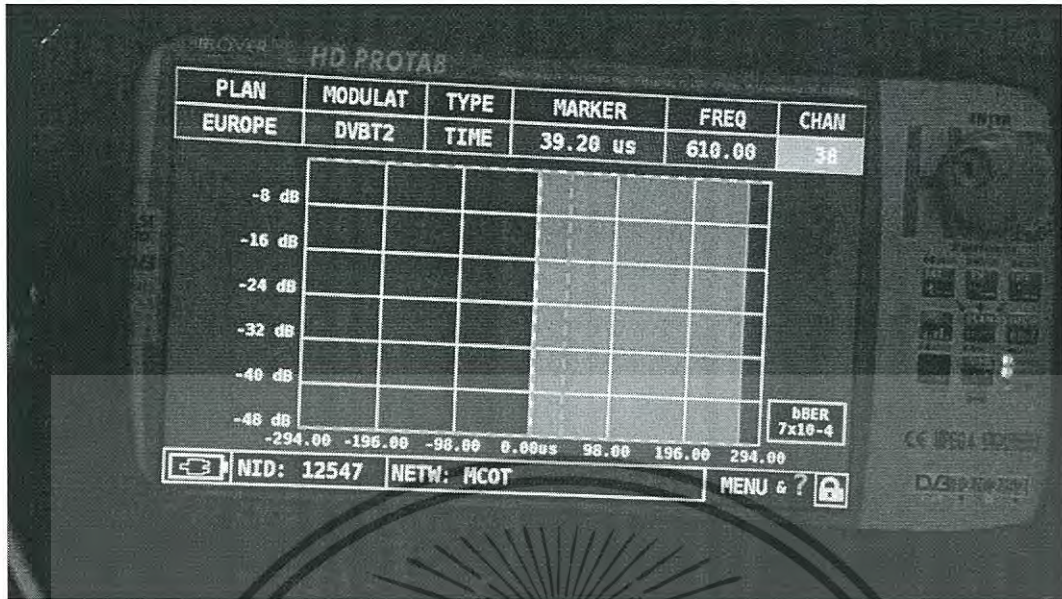 ROVER HD PROTAB
PLAN MODULAT TYPE MARKER FREQ CHAN
EUROPE DVBT2 TIME 39.20 us 610.00 38
-8 dB
-16 dB
-24 dB
-32 dB
-40 dB
-48 dB
-294.00 -196.00 -98.00 0.00us 98.00 196.00 294.00
bBER
7x10-4
NID: 12547 NETW: MCOT MENU & ?
ENTER